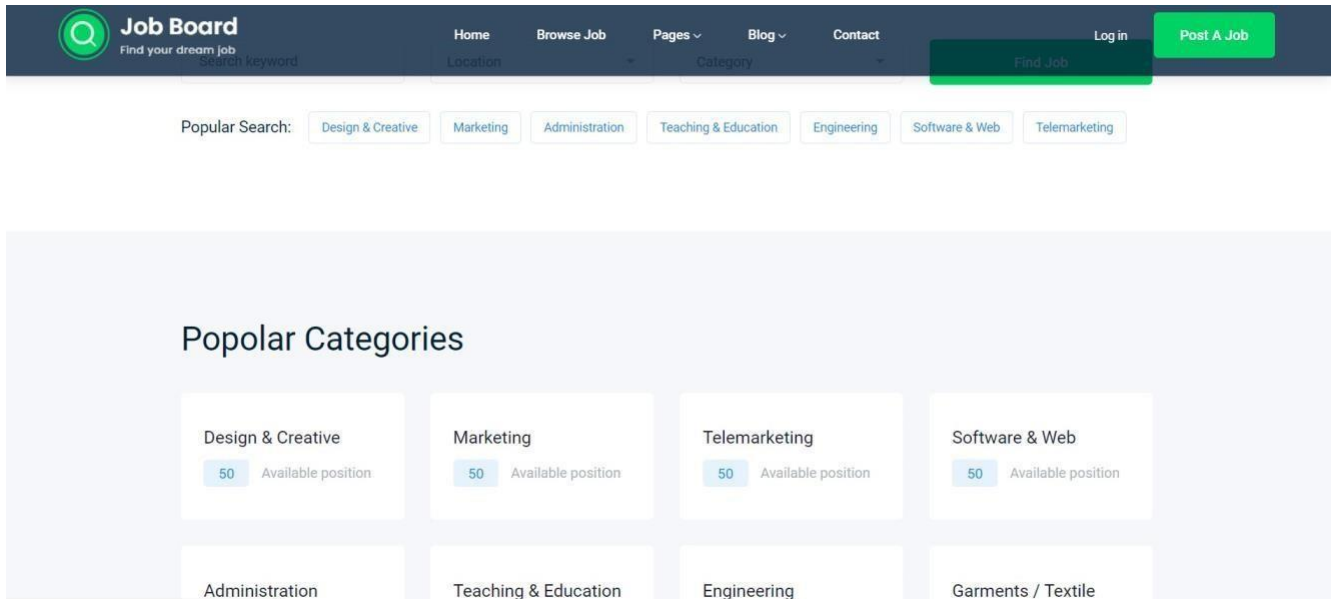 Job Board
Find your dream job
Home Browse Job Pages Blog Contact Log in Post A Job
Search keyword Location Category Find Job
Popular Search: Design & Creative Marketing Administration Teaching & Education Engineering Software & Web Telemarketing
Popolar Categories
Design & Creative Marketing Telemarketing Software & Web
50 Available position 50 Available position 50 Available position 50 Available position
Administration Teaching & Education Engineering Garments / Textile